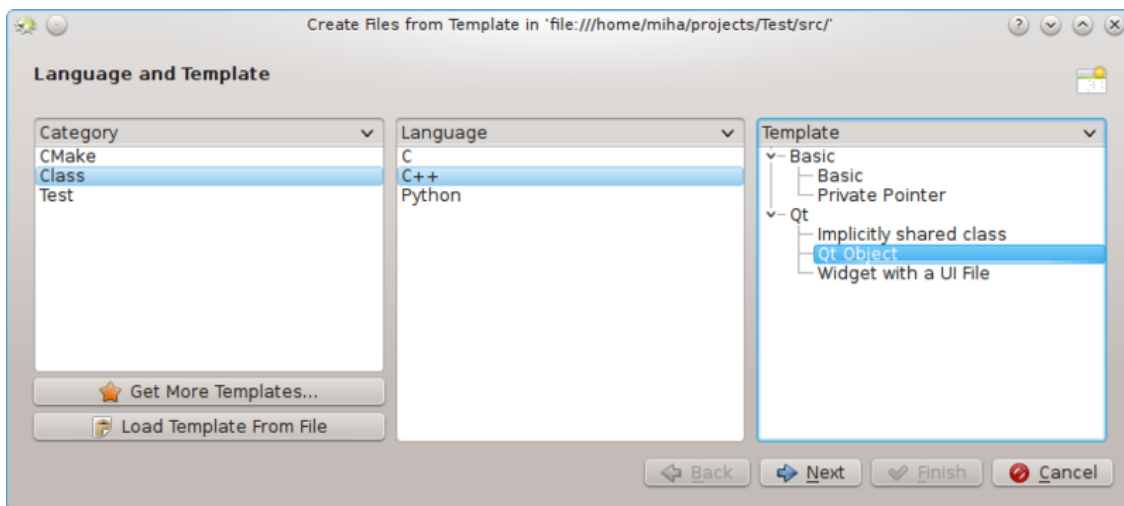 Create Files from Template in 'file:///home/miha/projects/Test/src/'
Language and Template
Category
CMake
Class
Test
Get More Templates...
Load Template From File
Language
C
C++
Python
Template
Basic
Basic
Private Pointer
Qt
Implicitly shared class
Qt Object
Widget with a UI File
Back
Next
Finish
Cancel